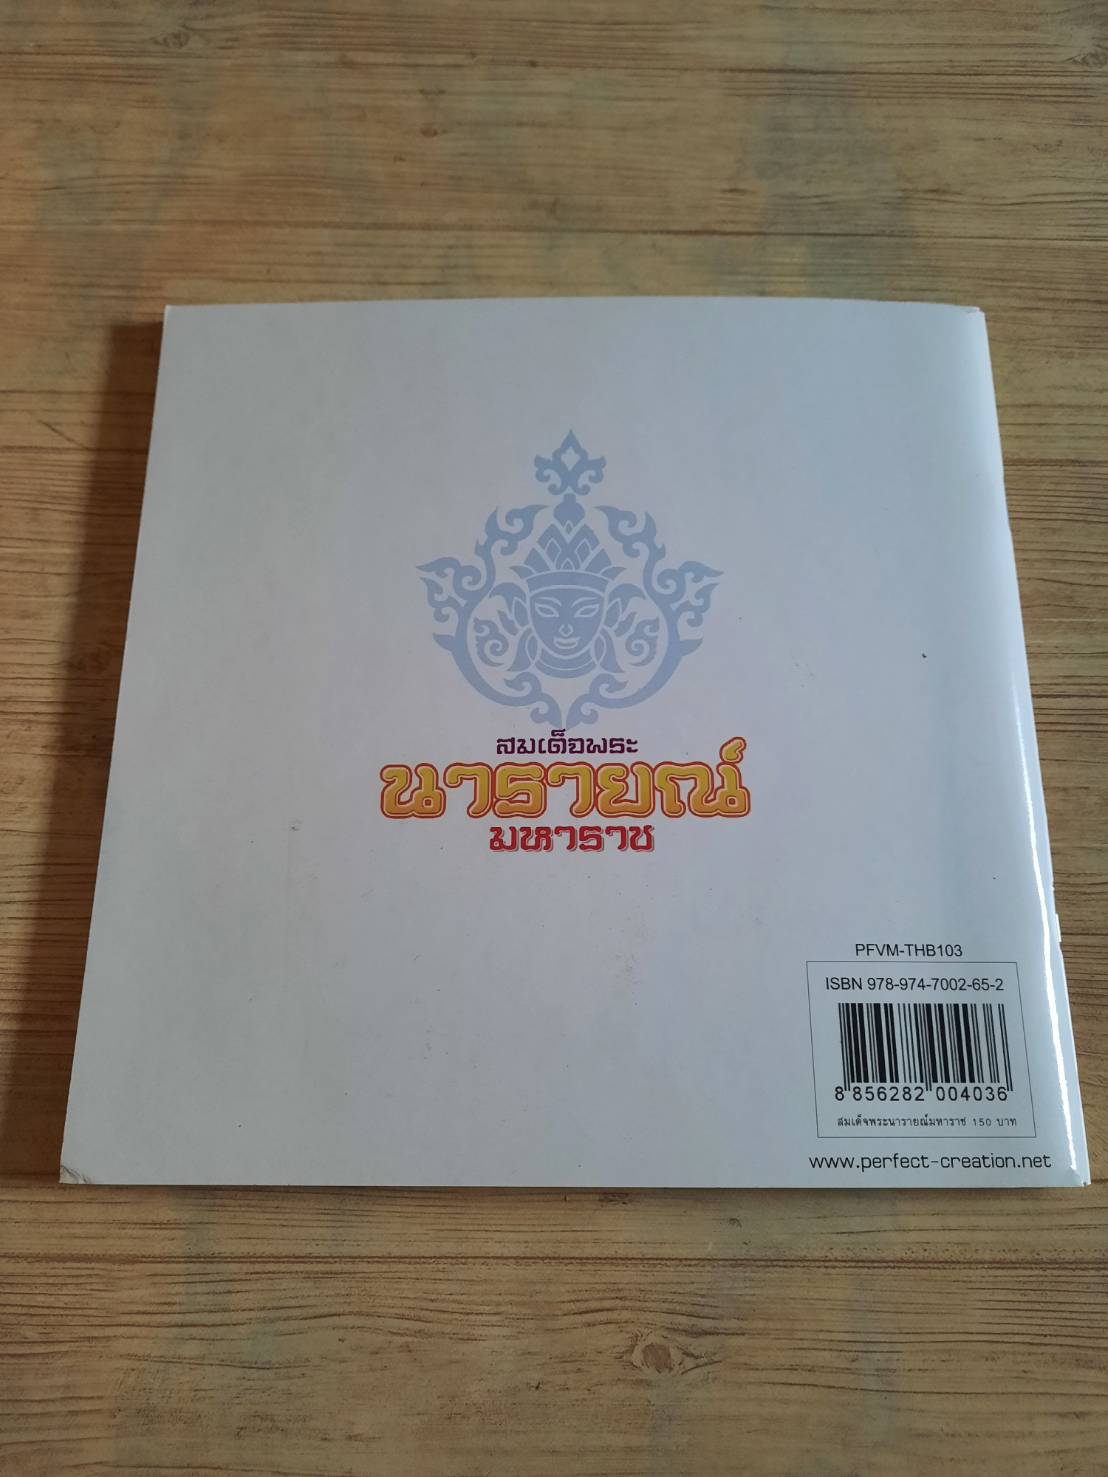 สมเด็จพระ
นารายณ์
มหาราช
PFVM-THB103
ISBN 978-974-7002-65-2
8 856282 004036
สมเด็จพระนารายณ์มหาราช 150 บาท
www.perfect-creation.net